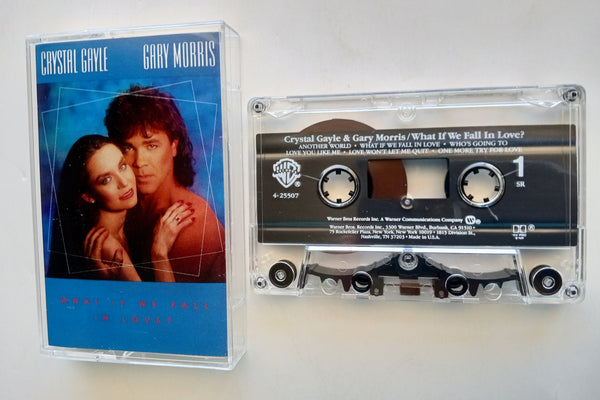 CRYSTAL GAYLE GARY MORRIS
WHAT IF WE FALL
IN LOVE?
Crystal Gayle & Gary Morris/What If We Fall In Love?
ANOTHER WORLD • WHAT IF WE FALL IN LOVE • WHO'S GOING TO
LOVE YOU LIKE ME • LOVE WON'T LET ME QUIT • ONE MORE TRY FOR LOVE
4-25507
1
SR
Warner Bros Records Inc. A Warner Communications Company
Warner Bros. Records Inc., 3300 Warner Blvd., Burbank, CA 91510 •
75 Rockefeller Plaza, New York, New York 10019 • 1815 Division St.,
Nashville, TN 37203 • Made in U.S.A.